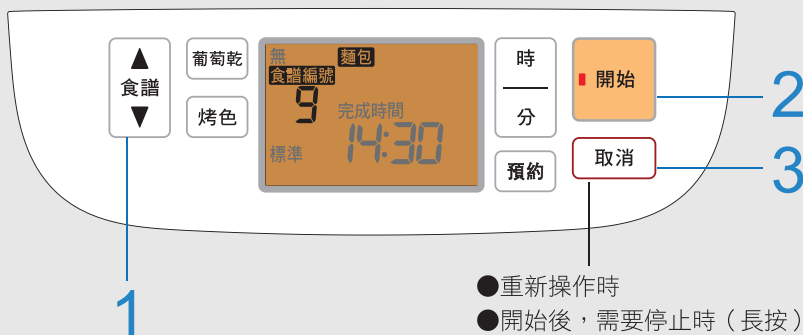 ▲
食譜
▼
葡萄乾
烤色
無 麵包
食譜編號
9
完成時間
14:30
標準
時
分
預約
開始
取消
1
2
3
●重新操作時
●開始後，需要停止時（長按）